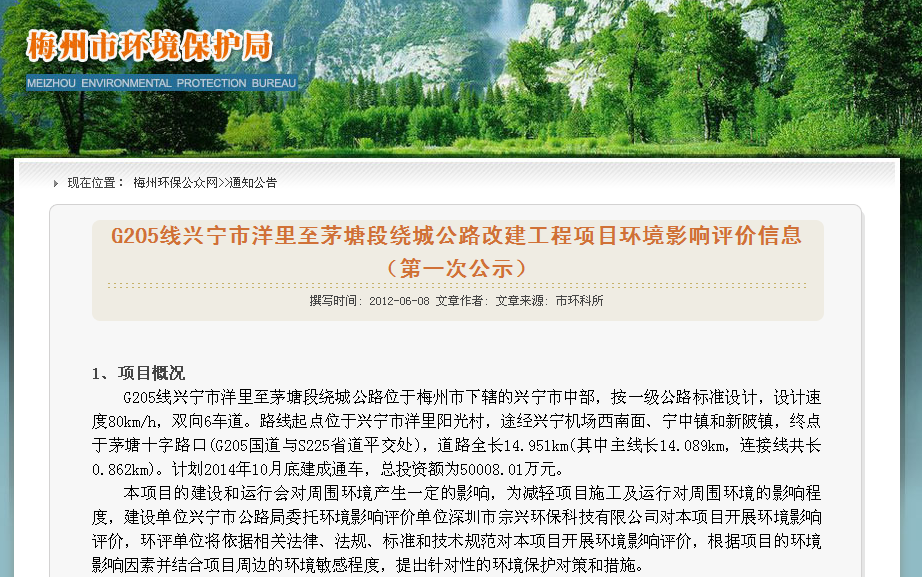 梅州市环境保护局
MEIZHOU ENVIRONMENTAL PROTECTION BUREAU
现在位置： 梅州环保公众网>>通知公告
G205线兴宁市洋里至茅塘段绕城公路改建工程项目环境影响评价信息
（第一次公示）
撰写时间: 2012-06-08 文章作者: 文章来源: 市环科所
1、项目概况
G205线兴宁市洋里至茅塘段绕城公路位于梅州市下辖的兴宁市中部，按一级公路标准设计，设计速
度80km/h，双向6车道。路线起点位于兴宁市洋里阳光村，途经兴宁机场西南面、宁中镇和新陂镇，终点
于茅塘十字路口(G205国道与S225省道平交处)，道路全长14.951km(其中主线长14.089km，连接线共长
0.862km)。计划2014年10月底建成通车，总投资额为50008.01万元。
本项目的建设和运行会对周围环境产生一定的影响，为减轻项目施工及运行对周围环境的影响程
度，建设单位兴宁市公路局委托环境影响评价单位深圳市宗兴环保科技有限公司对本项目开展环境影响
评价，环评单位将依据相关法律、法规、标准和技术规范对本项目开展环境影响评价，根据项目的环境
影响因素并结合项目周边的环境敏感程度，提出针对性的环境保护对策和措施。